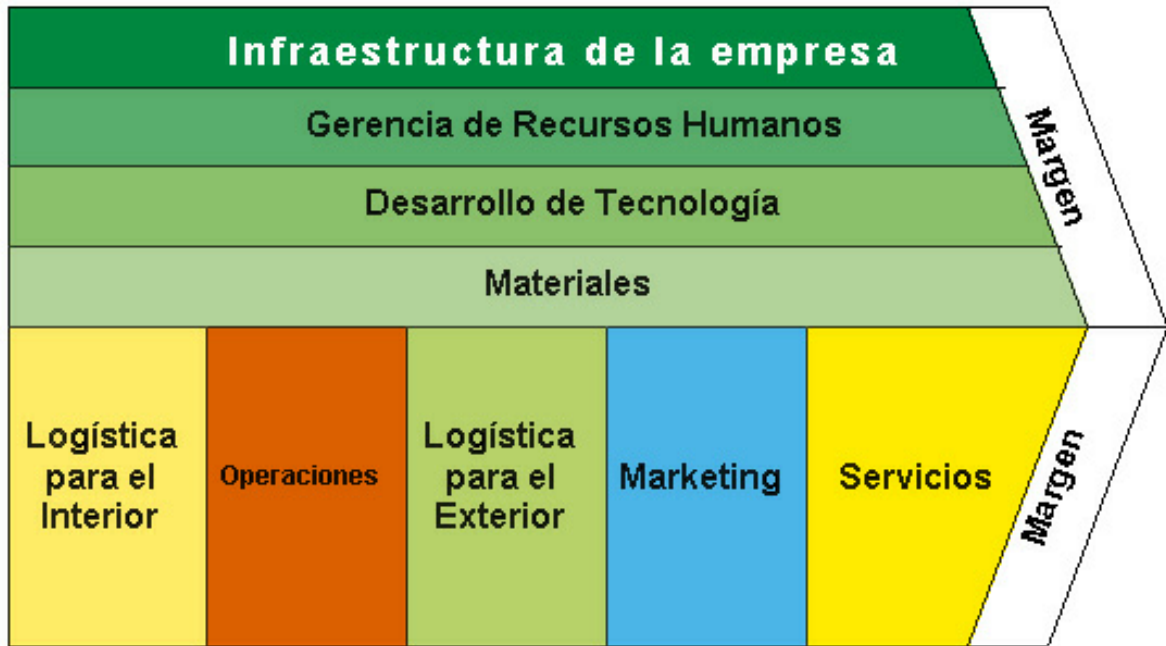 Infraestructura de la empresa
Gerencia de Recursos Humanos
Desarrollo de Tecnología
Materiales
Margen
Logística
para el
Interior
Operaciones
Logística
para el
Exterior
Marketing
Servicios
Margen